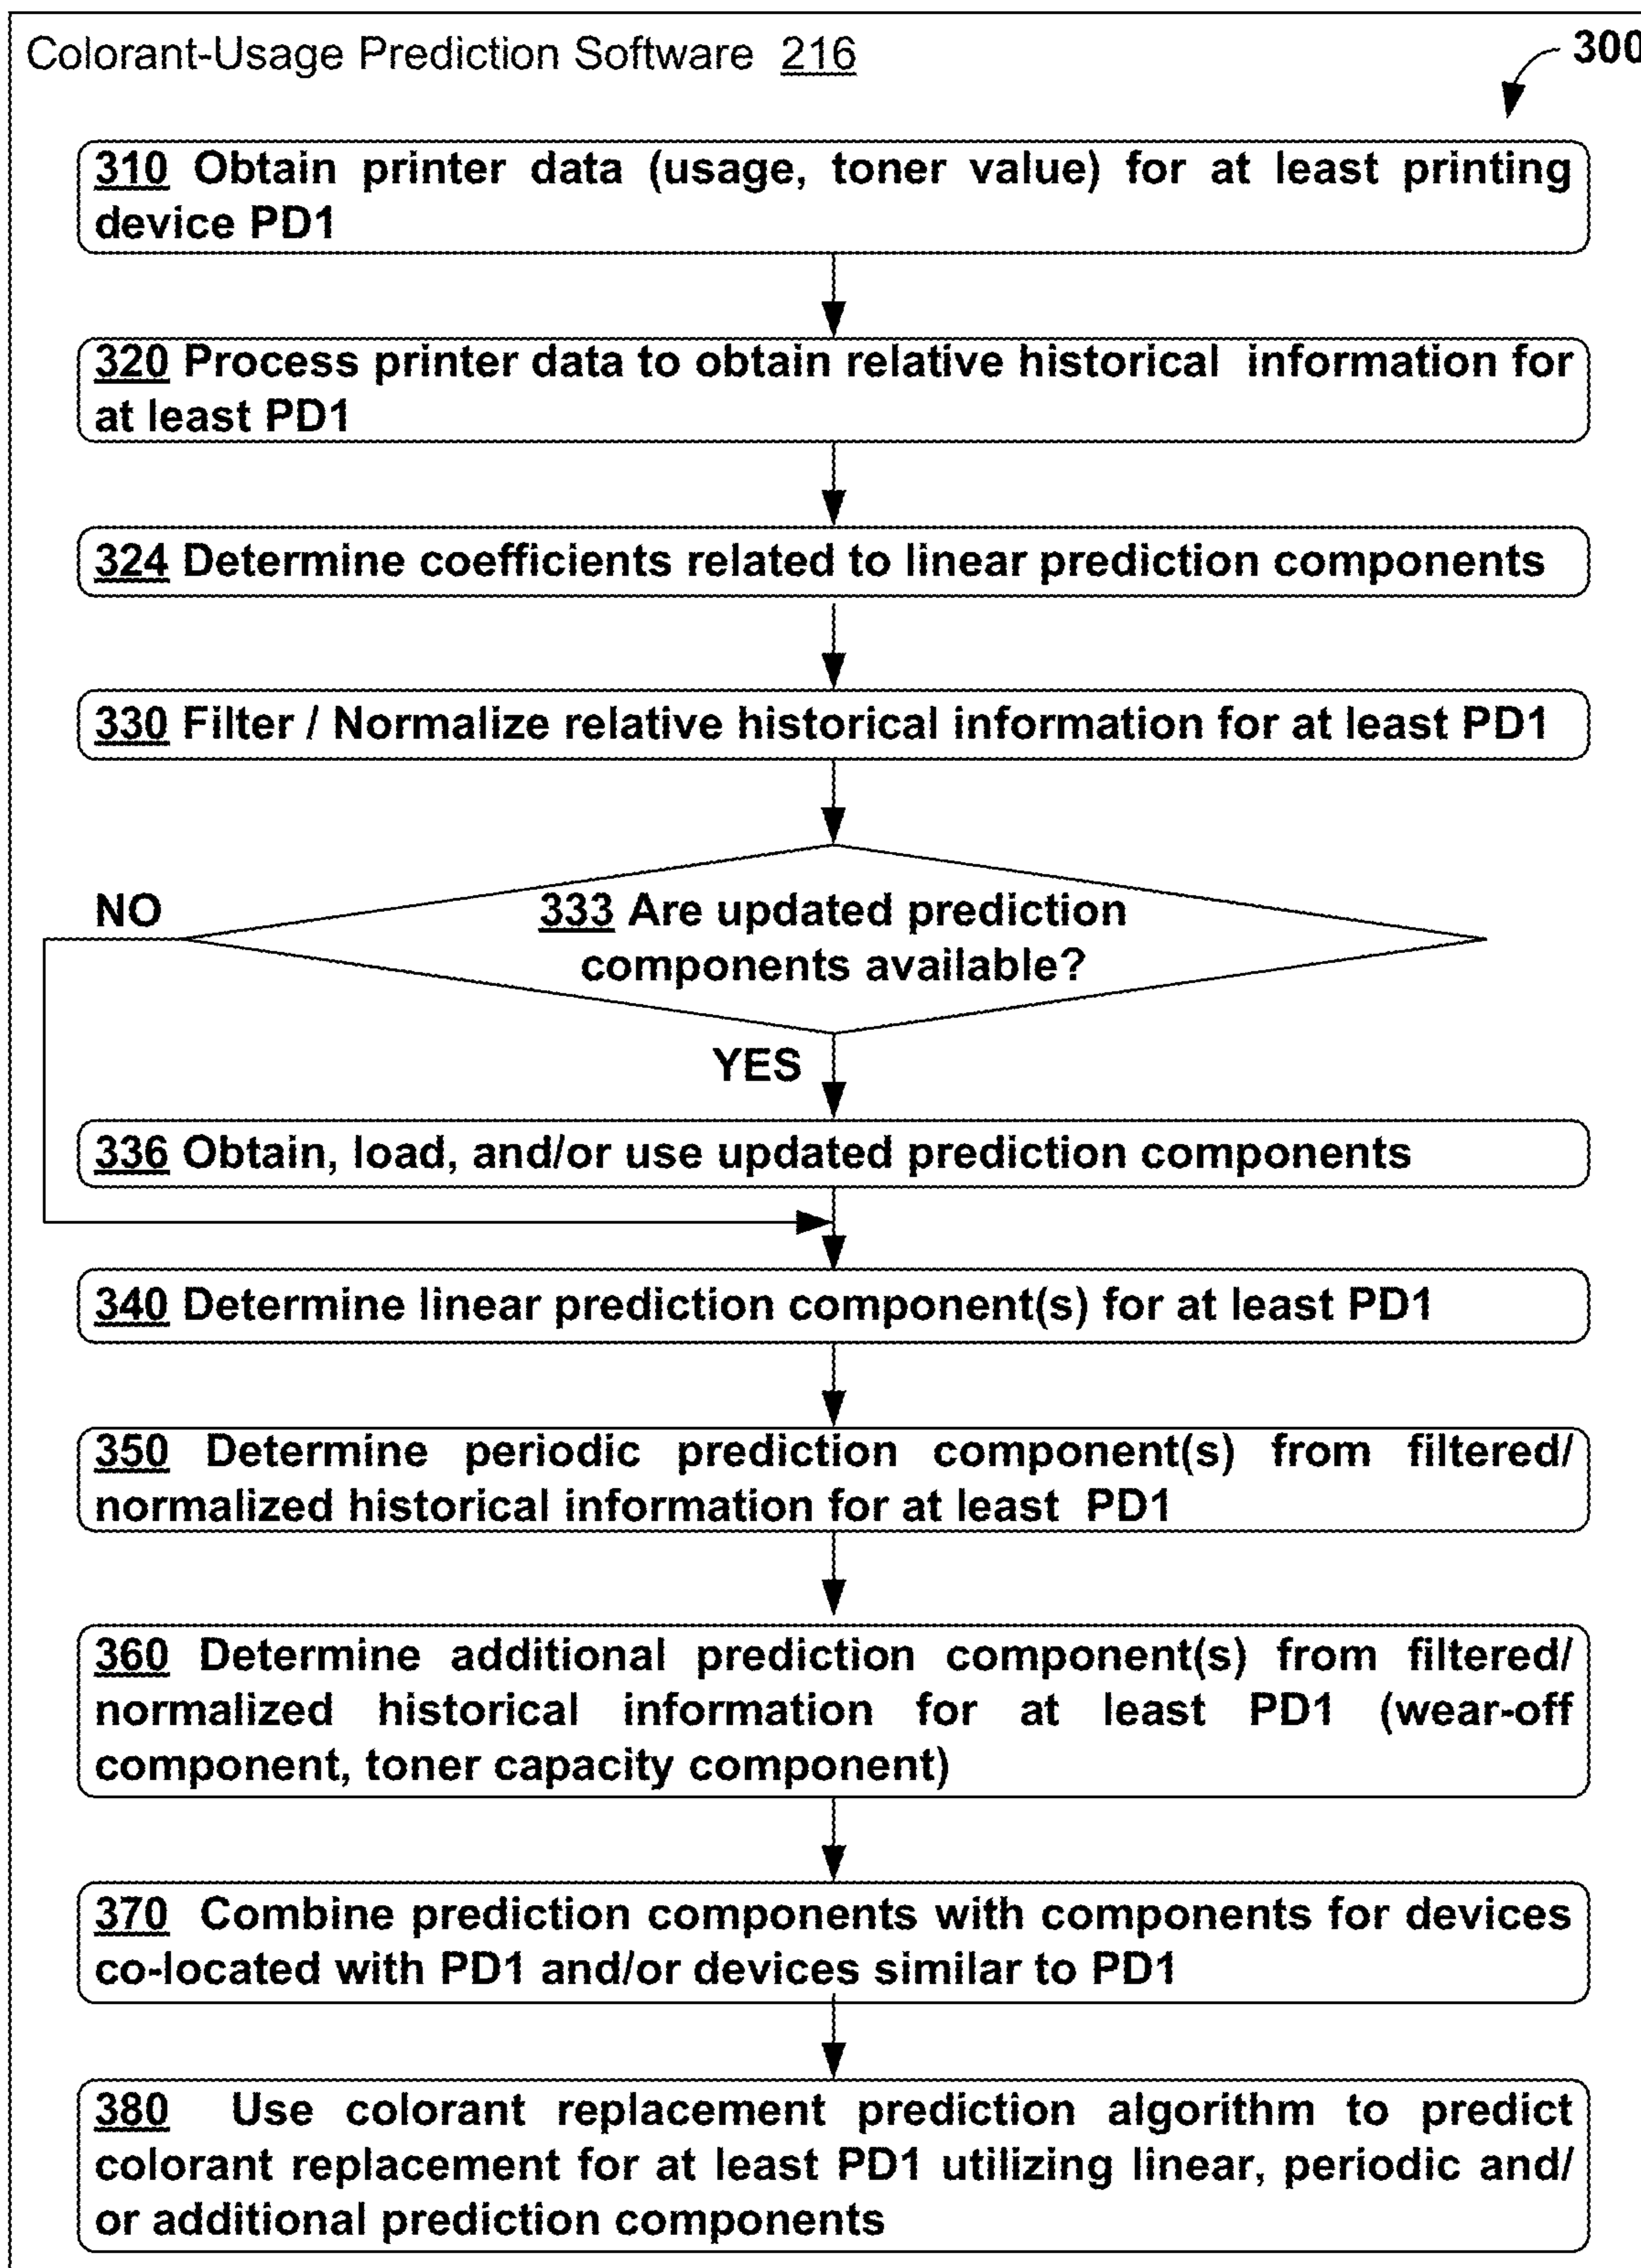 Colorant-Usage Prediction Software 216
300
310 Obtain printer data (usage, toner value) for at least printing
device PD1
320 Process printer data to obtain relative historical information for
at least PD1
324 Determine coefficients related to linear prediction components
330 Filter / Normalize relative historical information for at least PD1
NO
333 Are updated prediction
components available?
YES
336 Obtain, load, and/or use updated prediction components
340 Determine linear prediction component(s) for at least PD1
350 Determine periodic prediction component(s) from filtered/
normalized historical information for at least PD1
360 Determine additional prediction component(s) from filtered/
normalized historical information for at least PD1 (wear-off
component, toner capacity component)
370 Combine prediction components with components for devices
co-located with PD1 and/or devices similar to PD1
380 Use colorant replacement prediction algorithm to predict
colorant replacement for at least PD1 utilizing linear, periodic and/
or additional prediction components